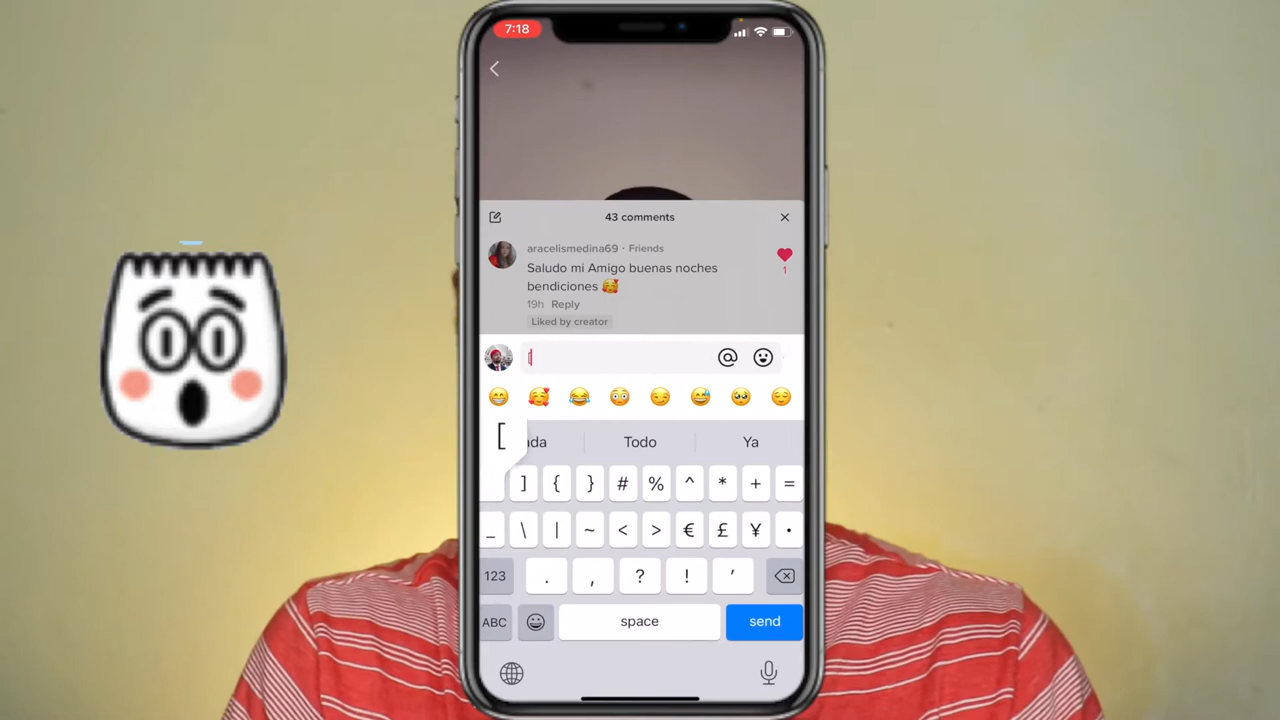 7:18
43 comments
aracelismedina69 · Friends
Saludo mi Amigo buenas noches
bendiciones 🥰
1
19h Reply
Liked by creator
[
@
[
Todo Ya
] { } # % ^ * + =
_ \ | ~ < > € £ ¥ •
123 . , ? ! ’
ABC space send